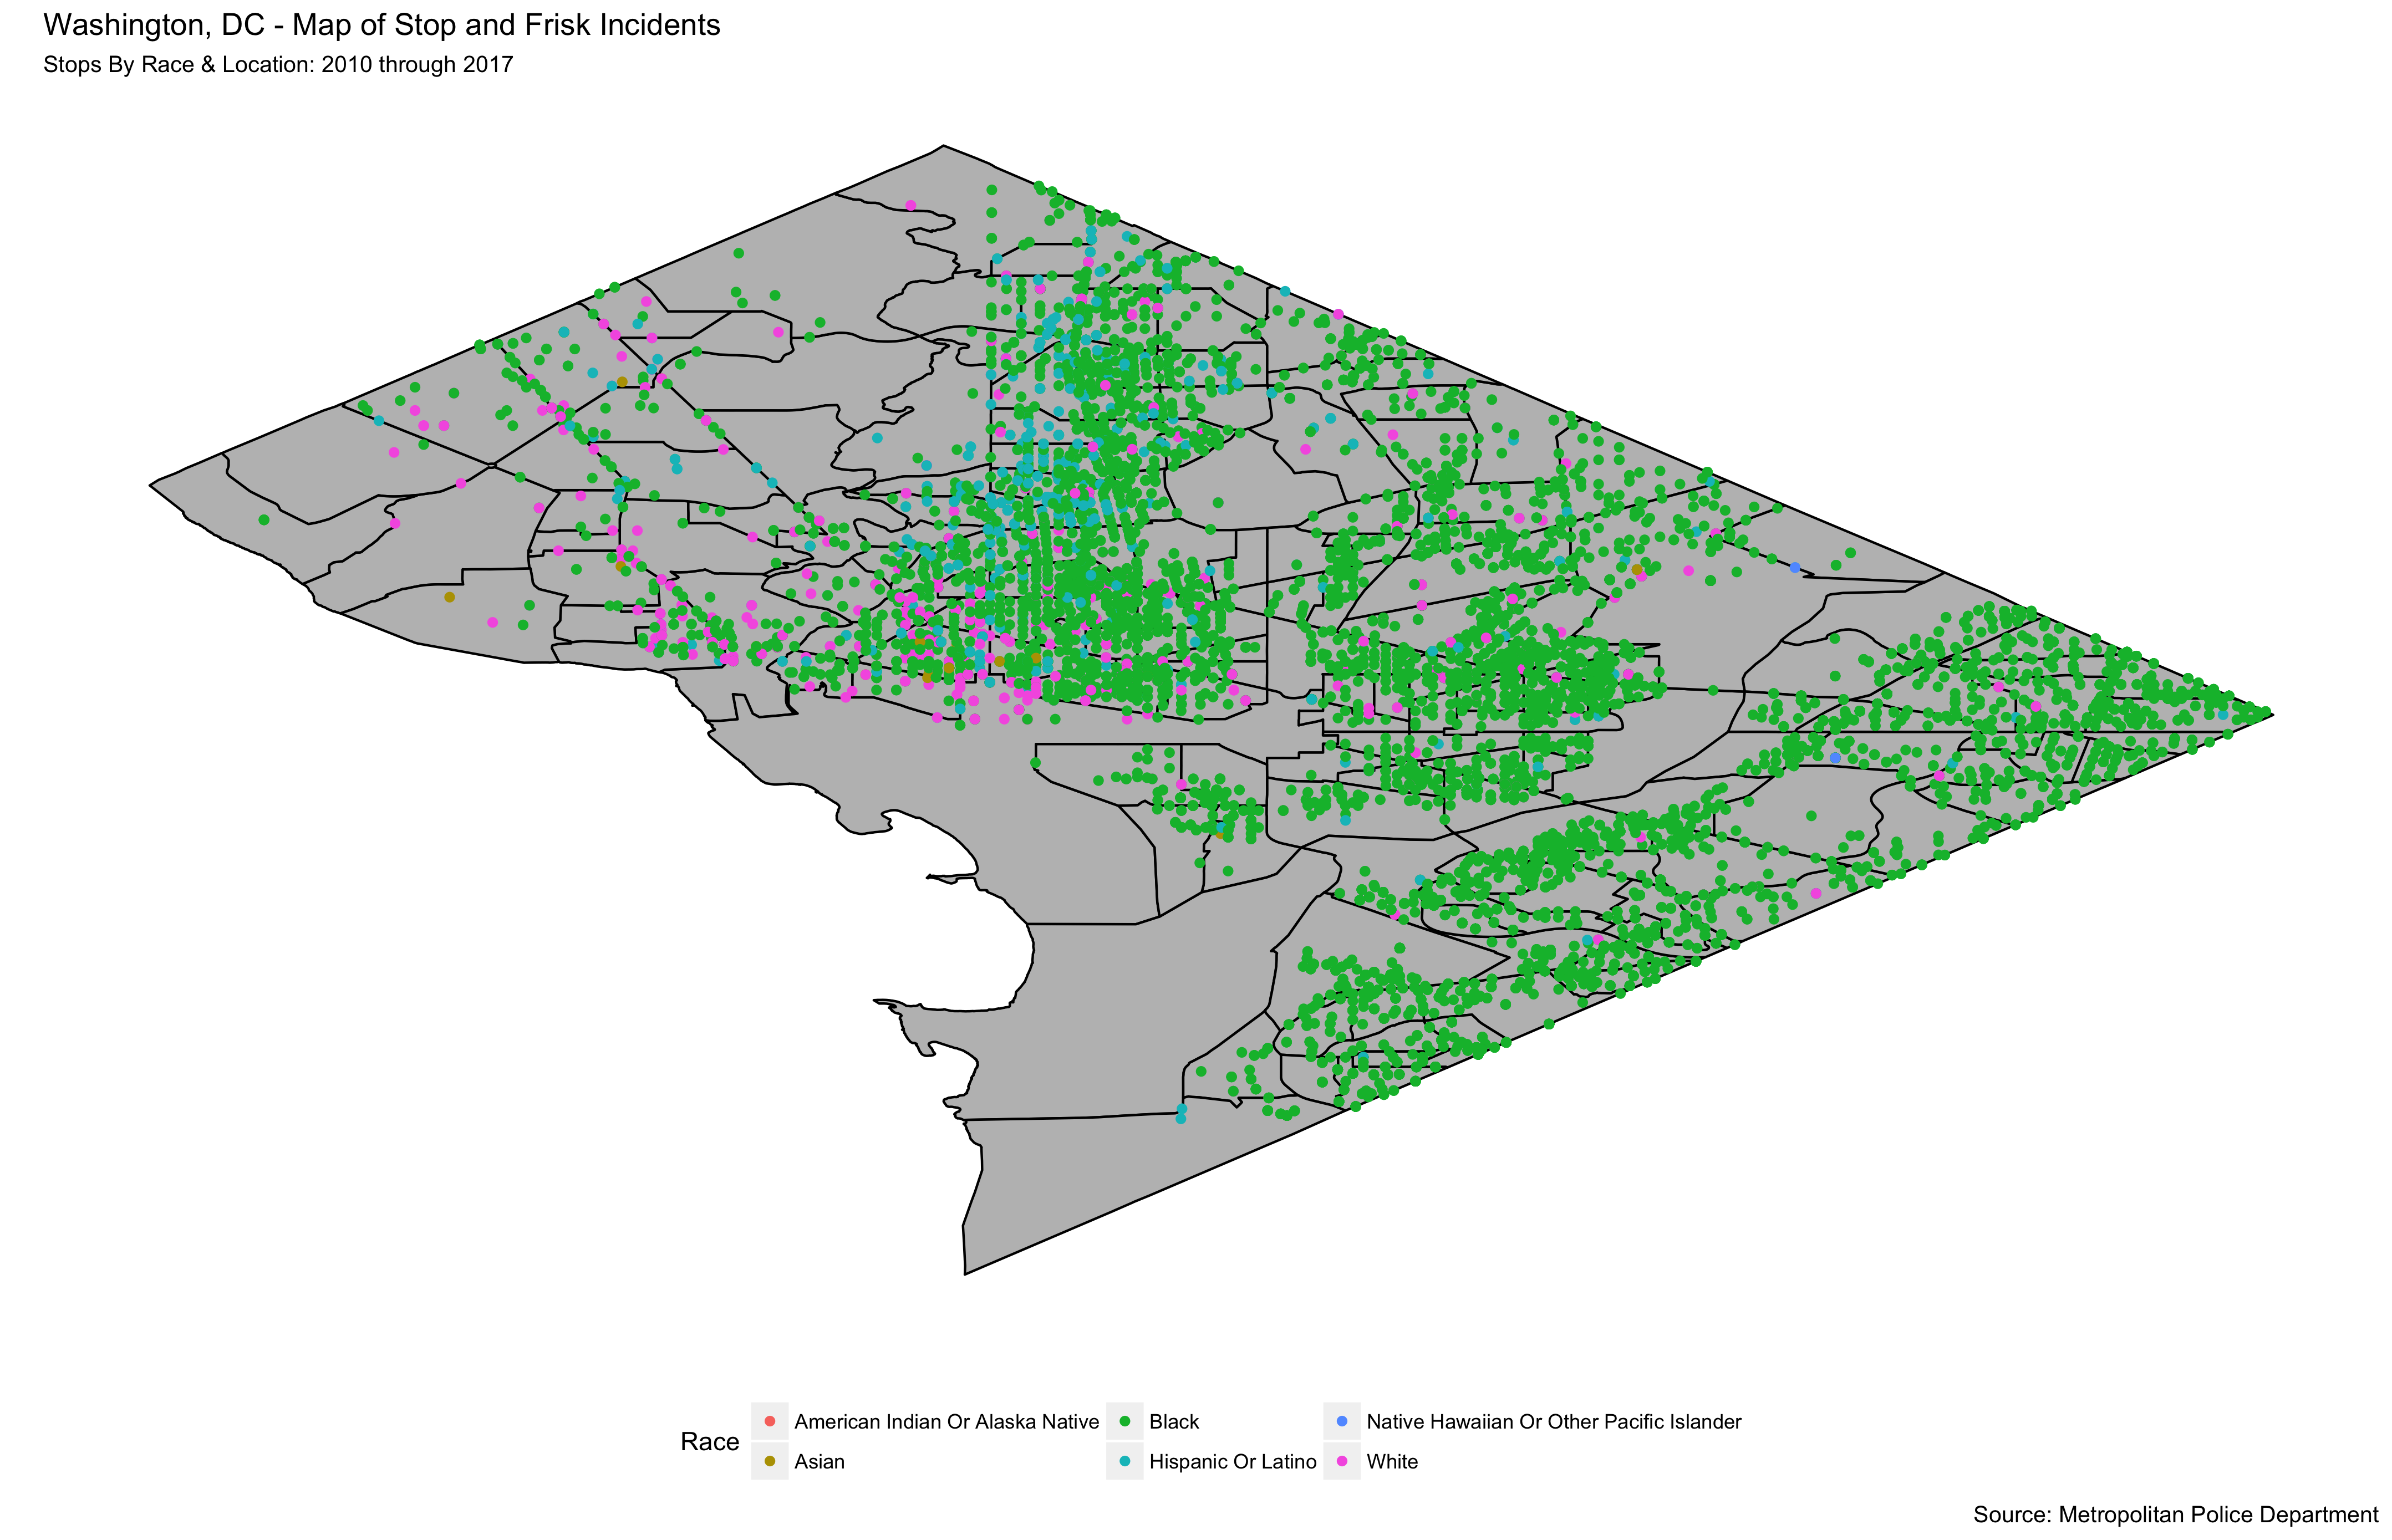 Washington, DC - Map of Stop and Frisk Incidents
Stops By Race & Location: 2010 through 2017
Race
American Indian Or Alaska Native
Black
Native Hawaiian Or Other Pacific Islander
Asian
Hispanic Or Latino
White
Source: Metropolitan Police Department